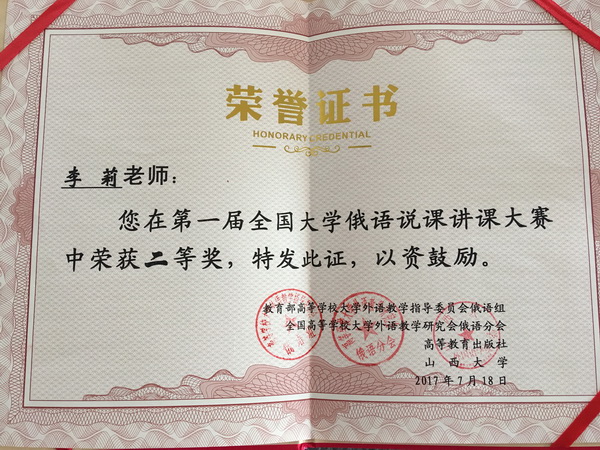 荣誉证书
HONORARY CREDENTIAL
李莉老师：
您在第一届全国大学俄语说课讲课大赛
中荣获二等奖，特发此证，以资鼓励。
教育部高等学校大学外语教学指导委员会俄语组
全国高等学校大学外语教学研究会俄语分会
高等教育出版社
山西大学
2017年7月18日
俄语分会